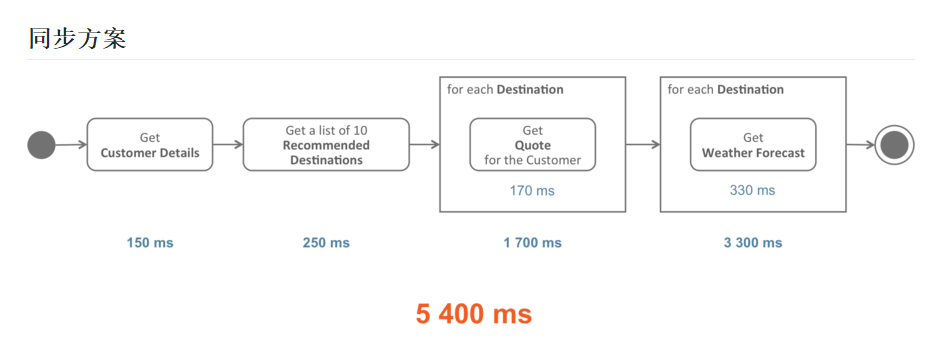 同步方案
for each Destination
for each Destination
Get
Customer Details
Get a list of 10
Recommended
Destinations
Get
Quote
for the Customer
Get
Weather Forecast
170 ms
330 ms
150 ms
250 ms
1 700 ms
3 300 ms
5 400 ms